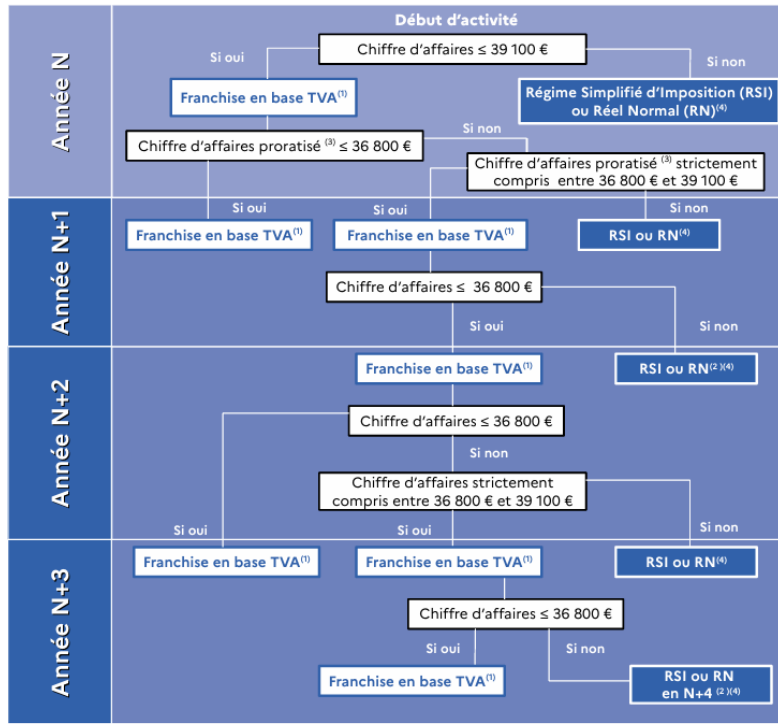 Début d'activité
Chiffre d'affaires ≤ 39 100 €
Si oui
Si non
Année N
Franchise en base TVA(1)
Régime Simplifié d'Imposition (RSI)
ou Réel Normal (RN)(4)
Si non
Chiffre d'affaires proratisé (3) ≤ 36 800 €
Chiffre d'affaires proratisé (3) strictement
compris entre 36 800 € et 39 100 €
Si oui
Si oui
Si non
Année N+1
Franchise en base TVA(1)
Franchise en base TVA(1)
RSI ou RN(4)
Chiffre d'affaires ≤ 36 800 €
Si oui
Si non
Année N+2
Franchise en base TVA(1)
RSI ou RN(2)(4)
Chiffre d'affaires ≤ 36 800 €
Si non
Chiffre d'affaires strictement
compris entre 36 800 € et 39 100 €
Si oui
Si oui
Si non
Année N+3
Franchise en base TVA(1)
Franchise en base TVA(1)
RSI ou RN(4)
Chiffre d'affaires ≤ 36 800 €
Si oui
Si non
Franchise en base TVA(1)
RSI ou RN
en N+4 (2)(4)